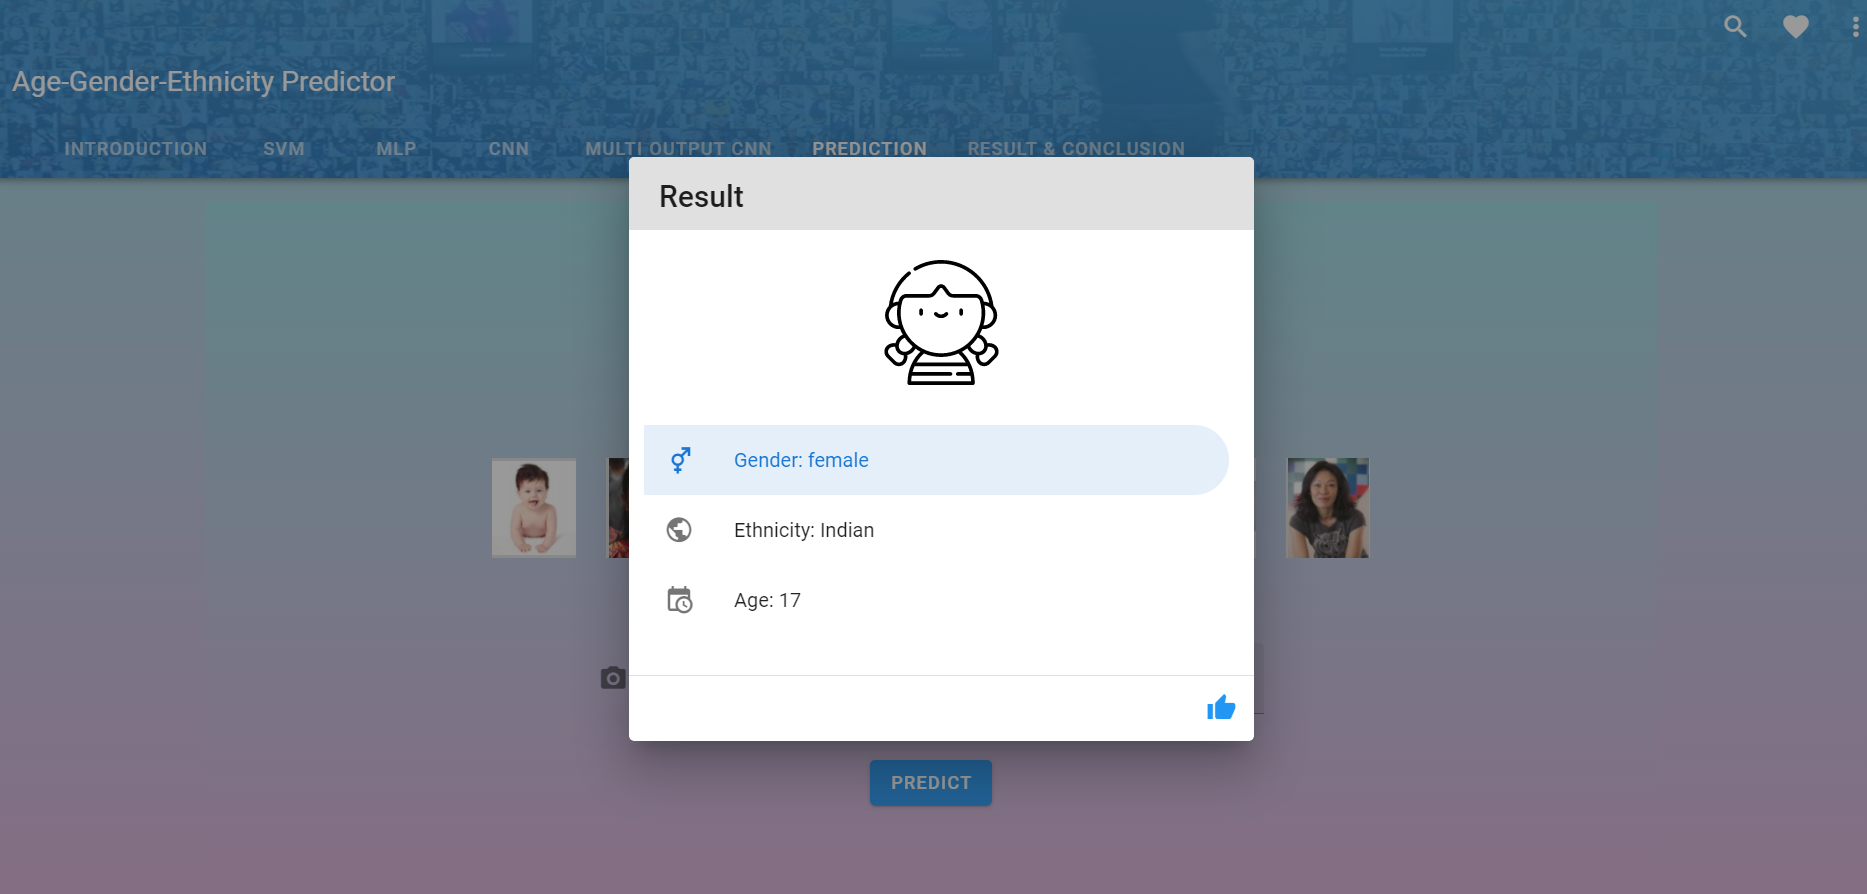 Age-Gender-Ethnicity Predictor
INTRODUCTION SVM MLP CNN MULTI OUTPUT CNN PREDICTION RESULT & CONCLUSION
Result
Gender: female
Ethnicity: Indian
Age: 17
PREDICT